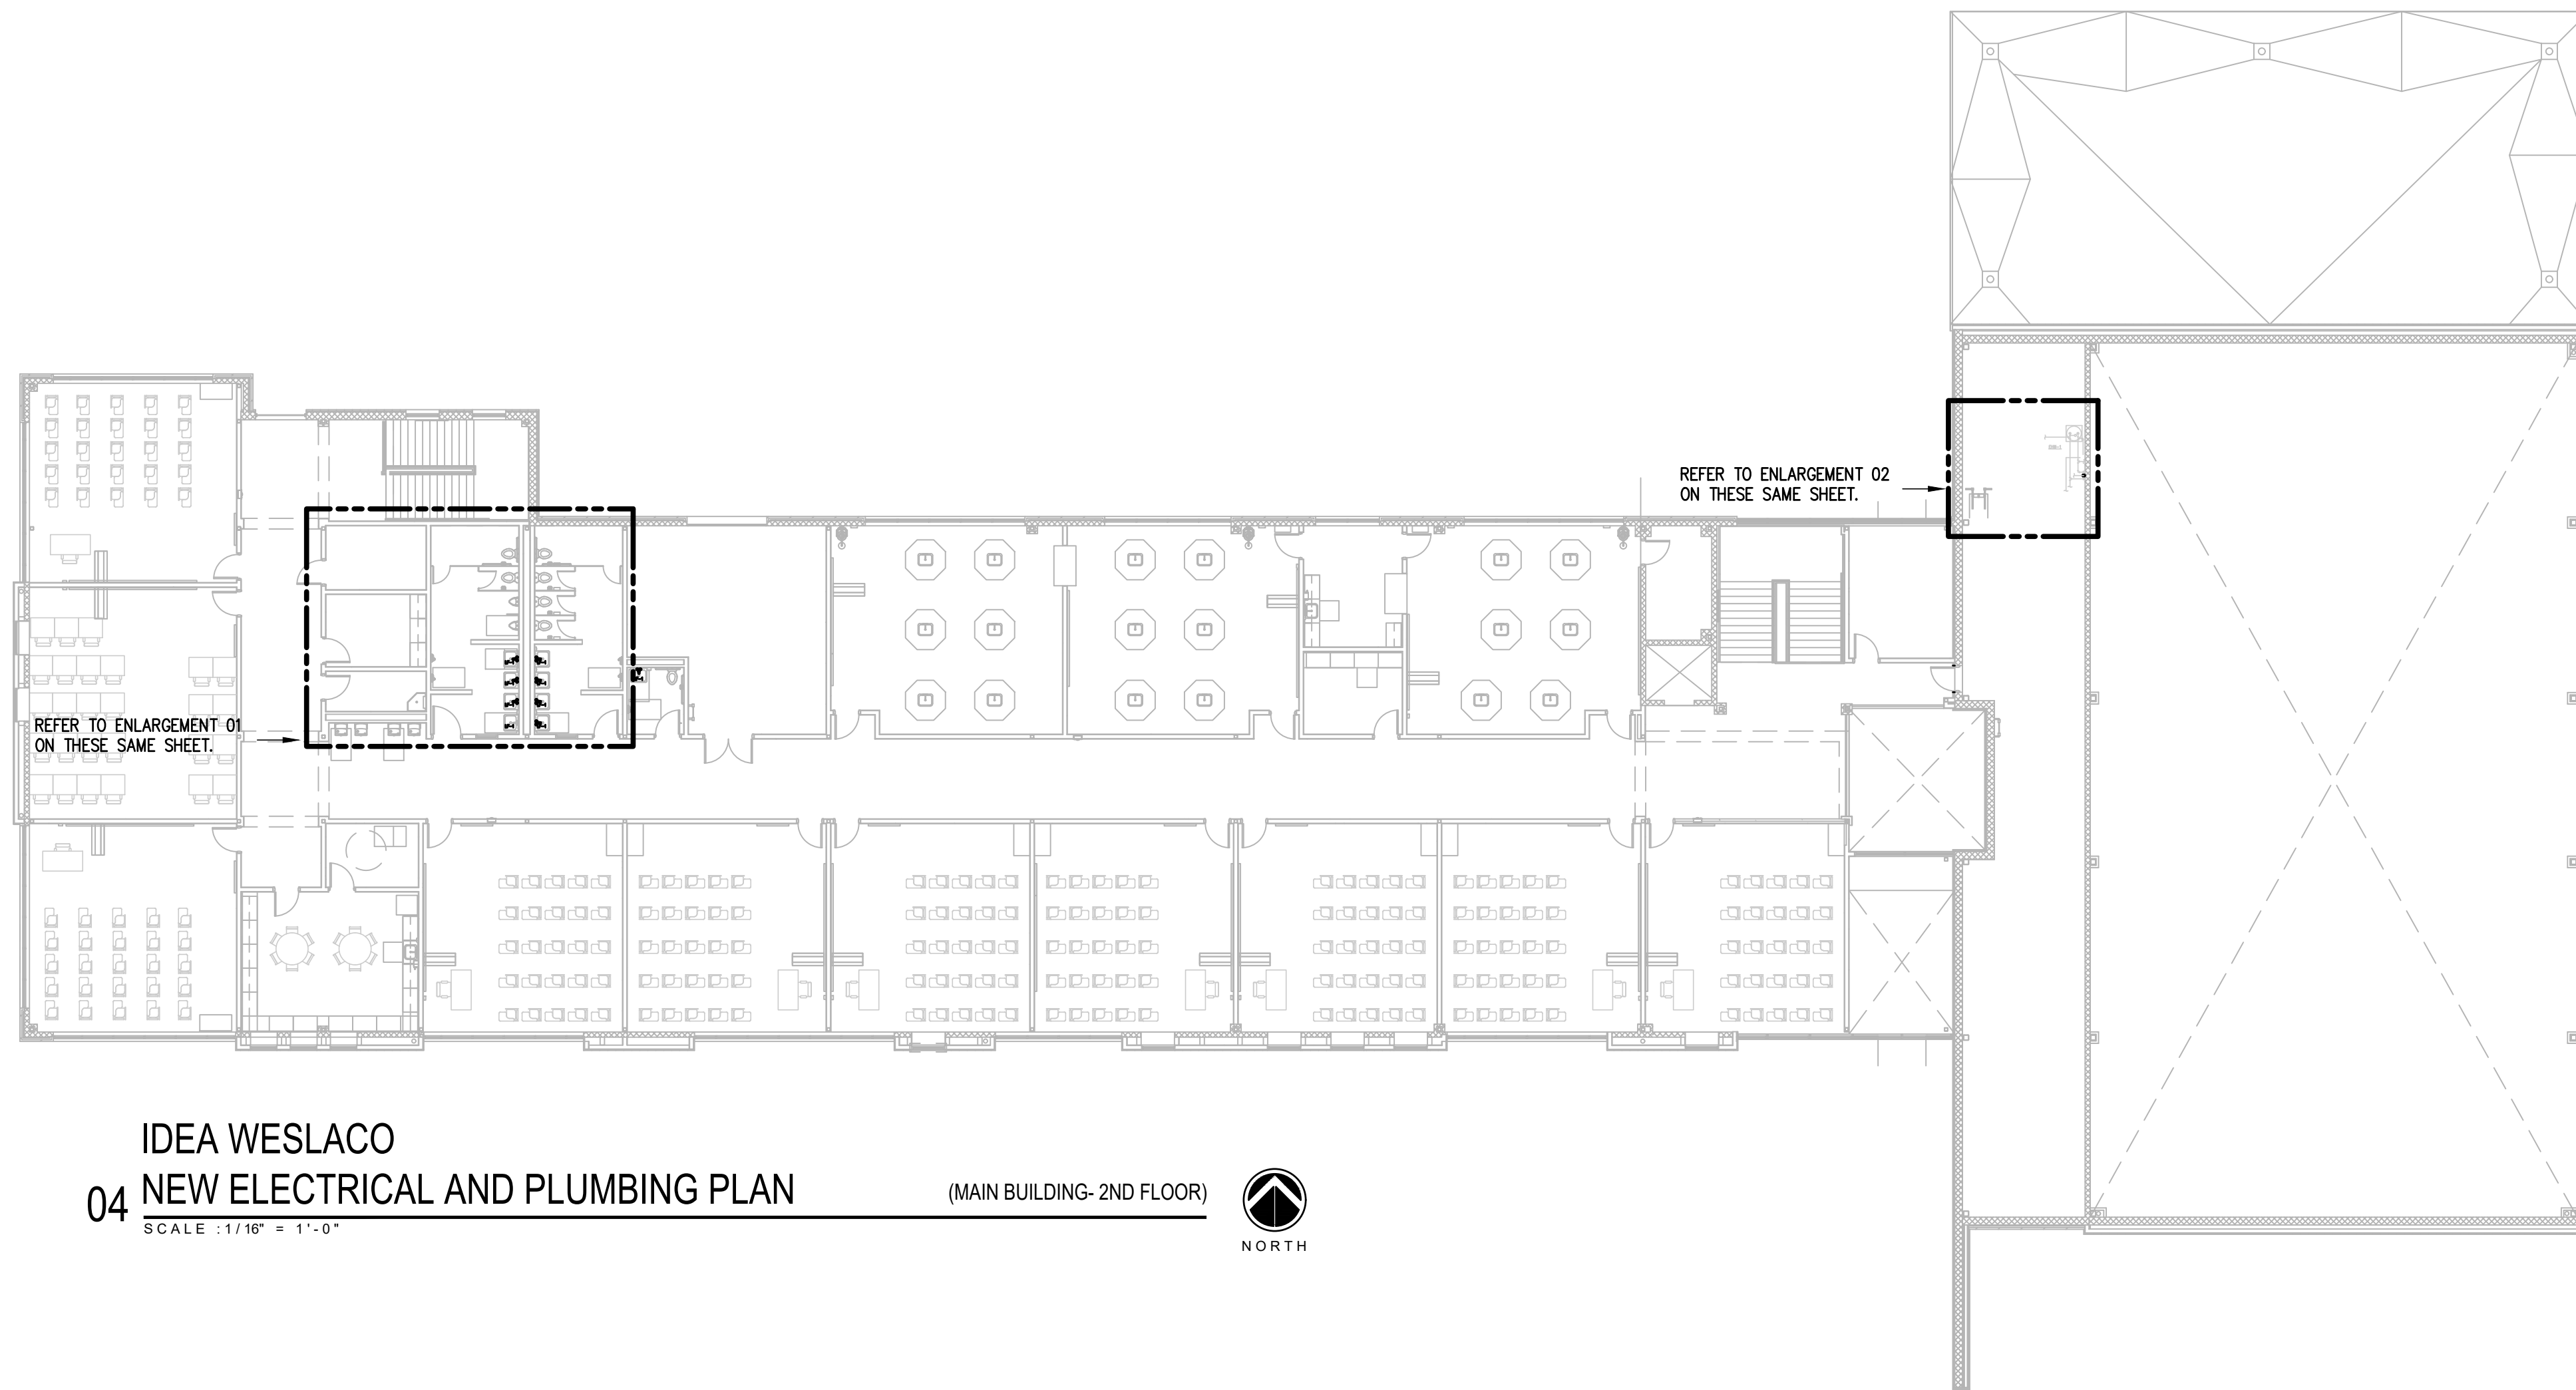 REFER TO ENLARGEMENT 02
ON THESE SAME SHEET.
REFER TO ENLARGEMENT 01
ON THESE SAME SHEET.
IDEA WESLACO
04 NEW ELECTRICAL AND PLUMBING PLAN (MAIN BUILDING- 2ND FLOOR)
SCALE :1/16" = 1'-0"
NORTH